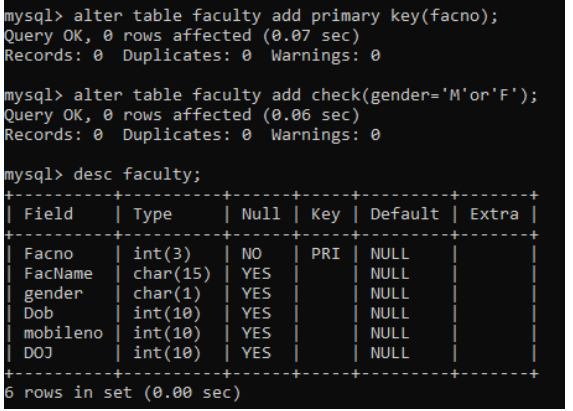 mysql> alter table faculty add primary key(facno);
Query OK, 0 rows affected (0.07 sec)
Records: 0  Duplicates: 0  Warnings: 0
mysql> alter table faculty add check(gender='M'or'F');
Query OK, 0 rows affected (0.06 sec)
Records: 0  Duplicates: 0  Warnings: 0
mysql> desc faculty;
+----------+----------+------+-----+---------+-------+
| Field    | Type     | Null | Key | Default | Extra |
+----------+----------+------+-----+---------+-------+
| Facno    | int(3)   | NO   | PRI | NULL    |       |
| FacName  | char(15) | YES  |     | NULL    |       |
| gender   | char(1)  | YES  |     | NULL    |       |
| Dob      | int(10)  | YES  |     | NULL    |       |
| mobileno | int(10)  | YES  |     | NULL    |       |
| DOJ      | int(10)  | YES  |     | NULL    |       |
+----------+----------+------+-----+---------+-------+
6 rows in set (0.00 sec)